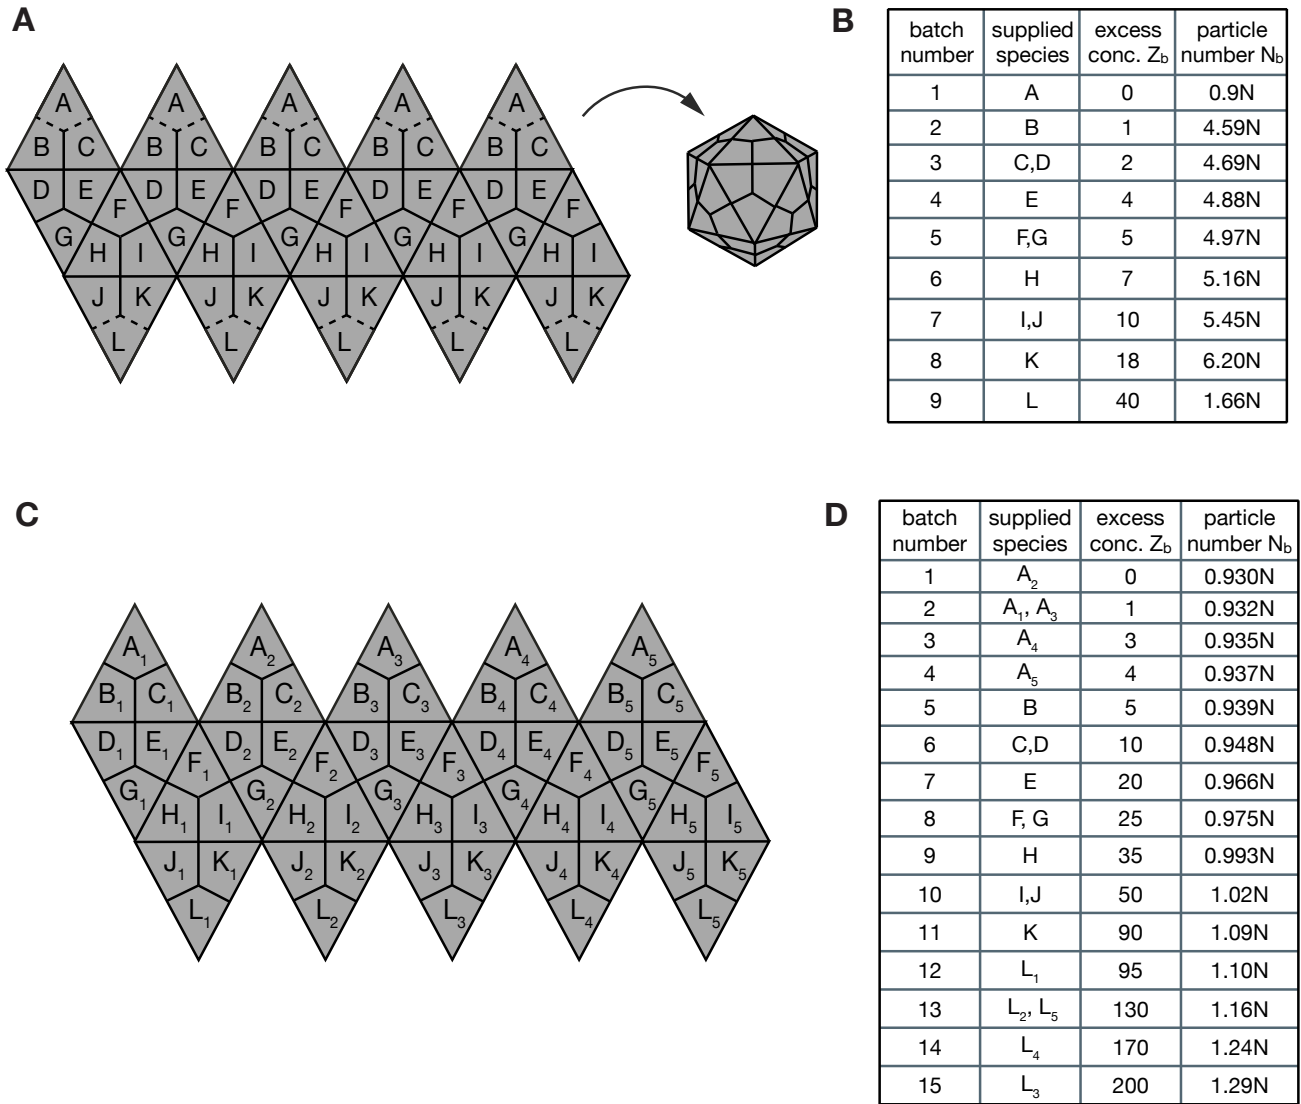 A
A A A A A
B C B C B C B C B C
D E D E D E D E D E
F F F F F
G G G G G
H I H I H I H I H I
J K J K J K J K J K
L L L L L
B
batch number supplied species excess conc. Z_b particle number N_b
1 A 0 0.9N
2 B 1 4.59N
3 C,D 2 4.69N
4 E 4 4.88N
5 F,G 5 4.97N
6 H 7 5.16N
7 I,J 10 5.45N
8 K 18 6.20N
9 L 40 1.66N
C
A₁ A₂ A₃ A₄ A₅
B₁ C₁ B₂ C₂ B₃ C₃ B₄ C₄ B₅ C₅
D₁ E₁ D₂ E₂ D₃ E₃ D₄ E₄ D₅ E₅
F₁ F₂ F₃ F₄ F₅
G₁ G₂ G₃ G₄ G₅
H₁ I₁ H₂ I₂ H₃ I₃ H₄ I₄ H₅ I₅
J₁ K₁ J₂ K₂ J₃ K₃ J₄ K₄ J₅ K₅
L₁ L₂ L₃ L₄ L₅
D
batch number supplied species excess conc. Z_b particle number N_b
1 A₂ 0 0.930N
2 A₁, A₃ 1 0.932N
3 A₄ 3 0.935N
4 A₅ 4 0.937N
5 B 5 0.939N
6 C,D 10 0.948N
7 E 20 0.966N
8 F, G 25 0.975N
9 H 35 0.993N
10 I,J 50 1.02N
11 K 90 1.09N
12 L₁ 95 1.10N
13 L₂, L₅ 130 1.16N
14 L₄ 170 1.24N
15 L₃ 200 1.29N